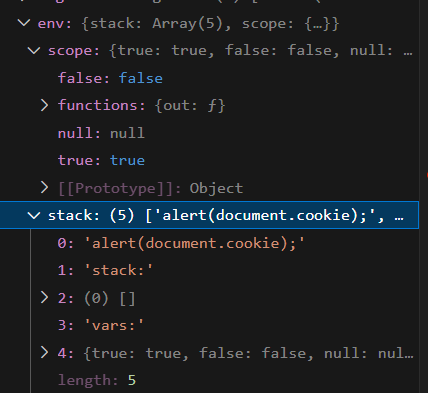 env: {stack: Array(5), scope: {…}}
scope: {true: true, false: false, null: …
false: false
functions: {out: ƒ}
null: null
true: true
[[Prototype]]: Object
stack: (5) ['alert(document.cookie);', …
0: 'alert(document.cookie);'
1: 'stack:'
2: (0) []
3: 'vars:'
4: {true: true, false: false, null: nul…
length: 5